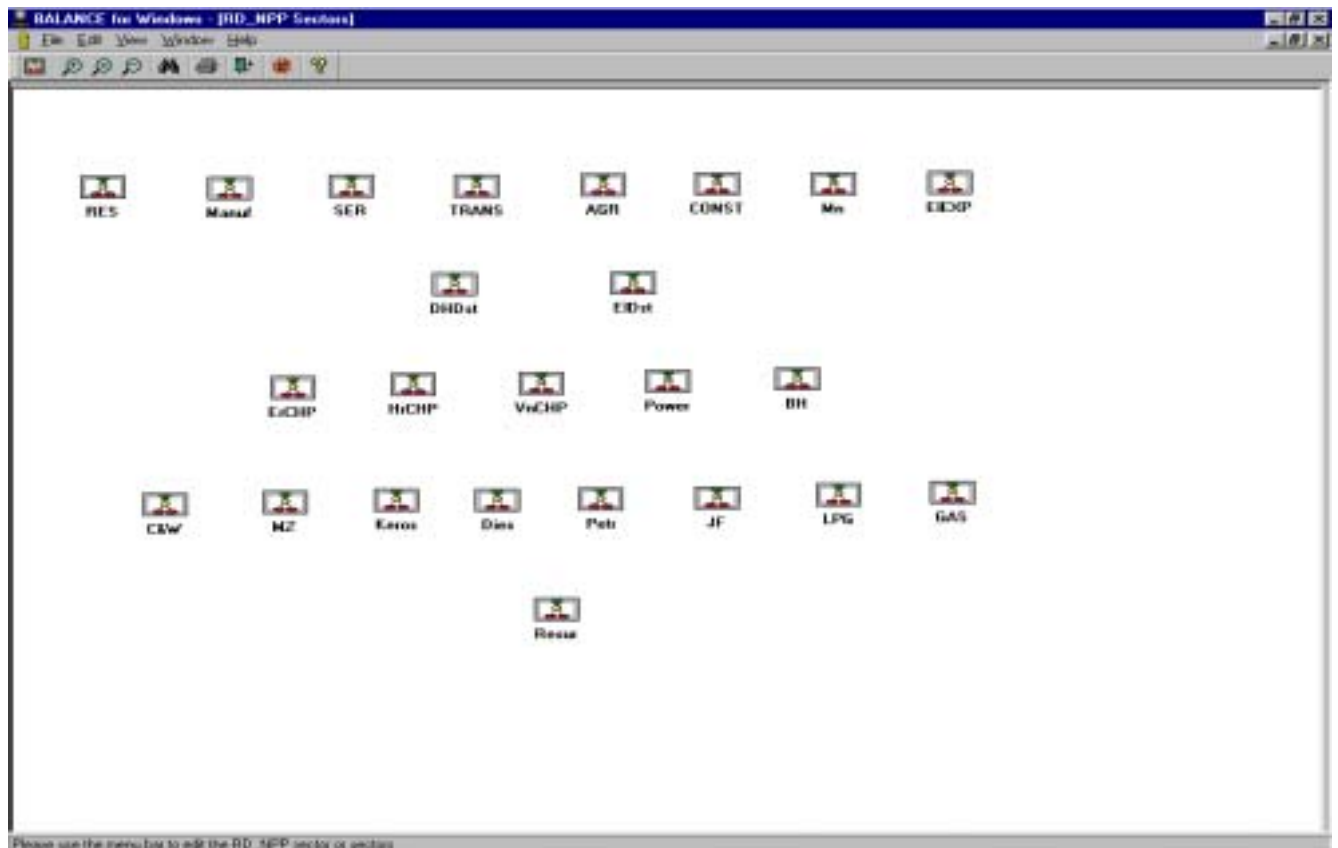 BALANCE for Windows - [RD_NPP Sectors]
File Edit View Window Help
RES Manuf SER TRANS AGR CONST Min ElEXP
DHDst ElDst
ErCHP HrCHP VnCHP Power BH
C&W MZ Keros Dies Petr JF LPG GAS
Resur
Please use the menu bar to edit the RD_NPP sector or sectors